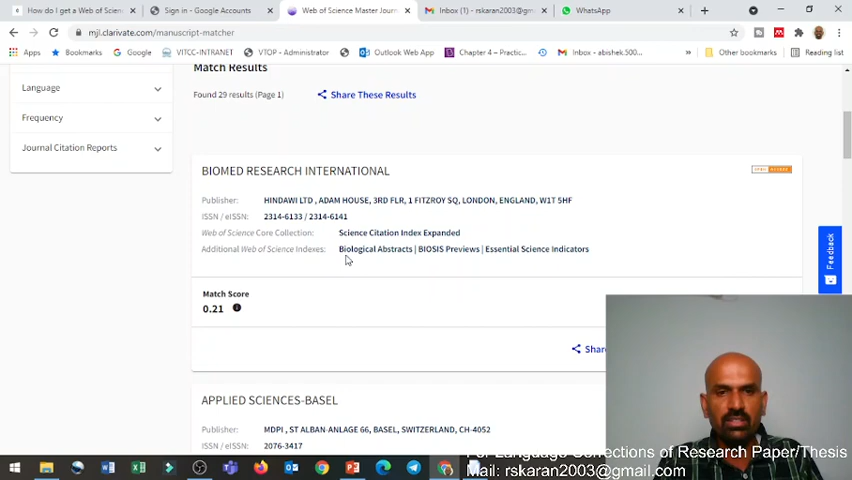 How do I get a Web of Scien
Sign in - Google Accounts
Web of Science Master Journ
Inbox (1) - rskaran2003@gm
WhatsApp
mjl.clarivate.com/manuscript-matcher
Apps
Bookmarks
Google
VITCC-INTRANET
VTOP - Administrator
Outlook Web App
Chapter 4 – Practic...
Inbox (1) - abishek.500...
Other bookmarks
Reading list
Match Results
Language
Found 29 results (Page 1)
Share These Results
Frequency
Journal Citation Reports
BIOMED RESEARCH INTERNATIONAL
OPEN ACCESS
Publisher: HINDAWI LTD , ADAM HOUSE, 3RD FLR, 1 FITZROY SQ, LONDON, ENGLAND, W1T 5HF
ISSN / eISSN: 2314-6133 / 2314-6141
Web of Science Core Collection: Science Citation Index Expanded
Additional Web of Science Indexes: Biological Abstracts | BIOSIS Previews | Essential Science Indicators
Feedback
Match Score
0.21
Shar
APPLIED SCIENCES-BASEL
Publisher: MDPI , ST ALBAN-ANLAGE 66, BASEL, SWITZERLAND, CH-4052
ISSN / eISSN: 2076-3417
For Language Corrections of Research Paper/Thesis
Mail: rskaran2003@gmail.com